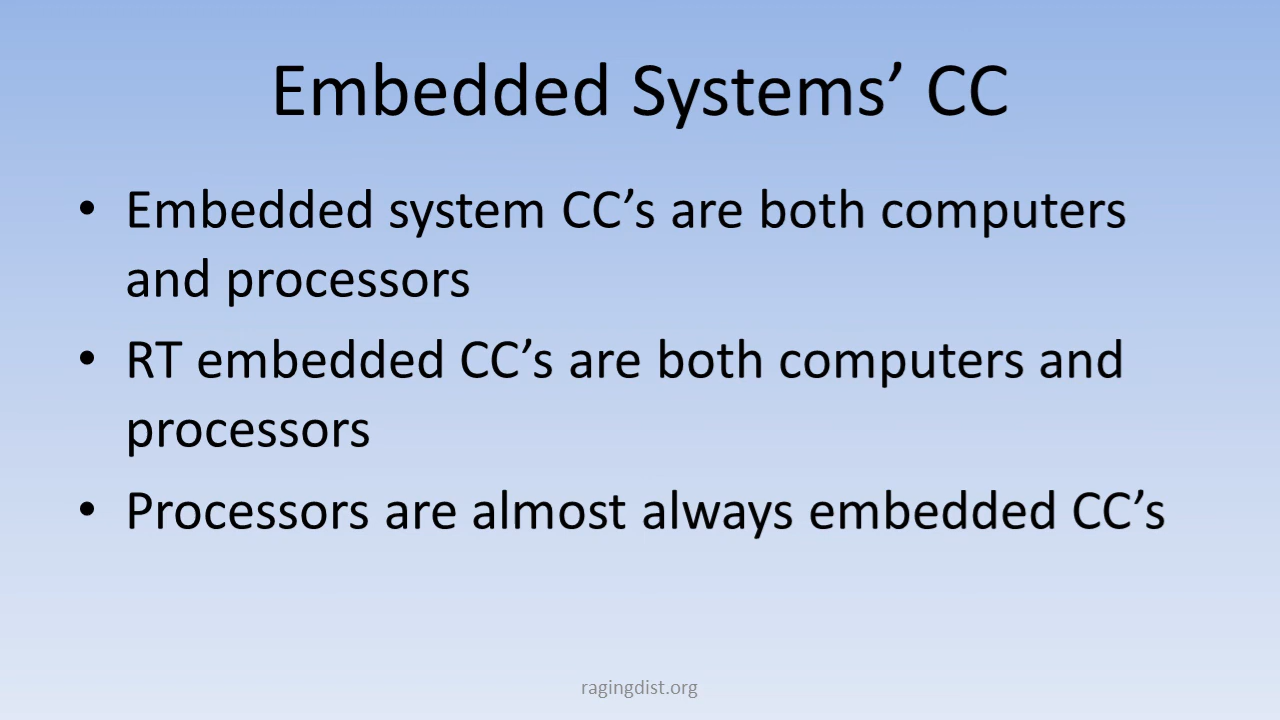 Embedded Systems’ CC
• Embedded system CC’s are both computers
and processors
• RT embedded CC’s are both computers and
processors
• Processors are almost always embedded CC’s
ragingdist.org